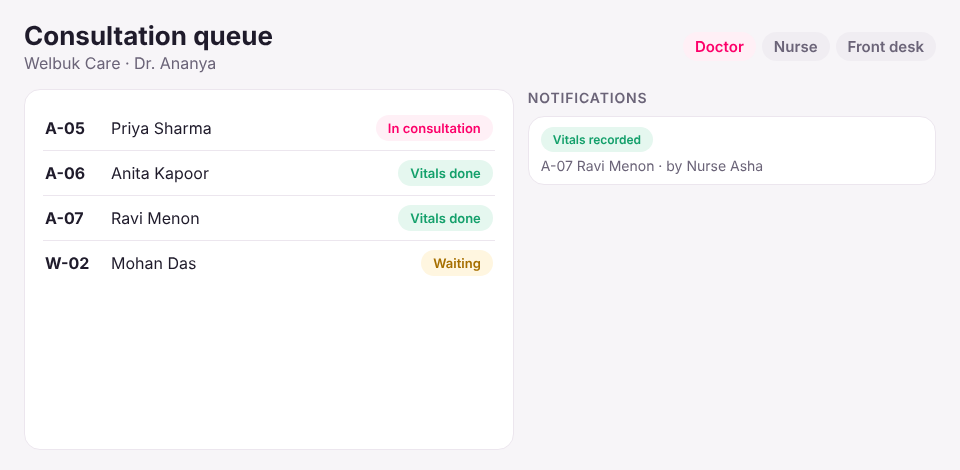 Consultation queue
Welbuk Care · Dr. Ananya
Doctor
Nurse
Front desk
A-05 Priya Sharma In consultation
A-06 Anita Kapoor Vitals done
A-07 Ravi Menon Vitals done
W-02 Mohan Das Waiting
NOTIFICATIONS
Vitals recorded
A-07 Ravi Menon · by Nurse Asha